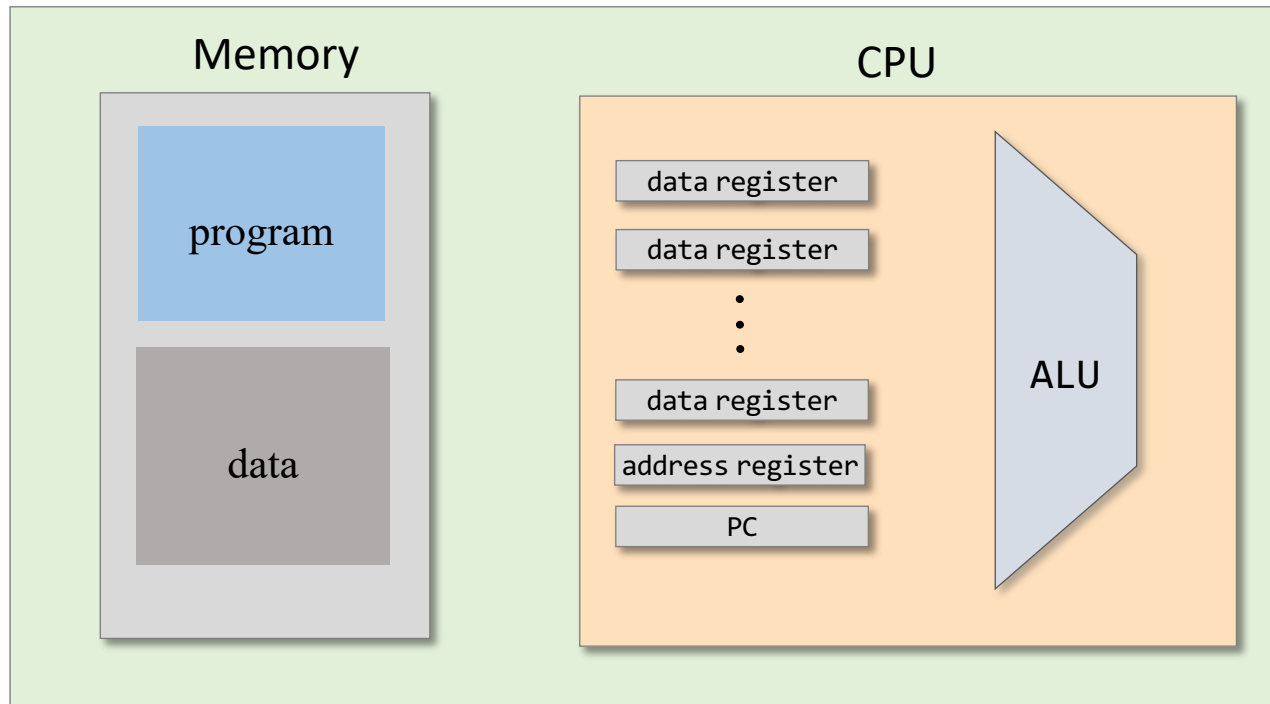 Memory
program
data
CPU
data register
data register
data register
address register
PC
ALU